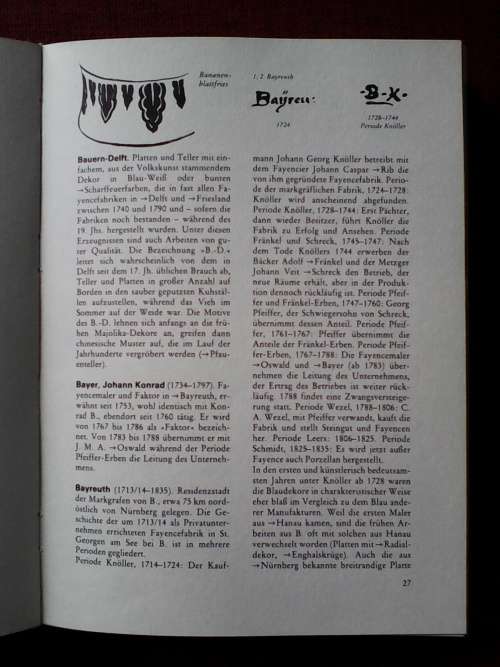 Bananen-
blattfries
1, 2. Bayreuth
Baÿreu.
1724
·B·K·
1728–1744
Periode Knöller
Bauern-Delft. Platten und Teller mit ein-
fachem, aus der Volkskunst stammendem
Dekor in Blau-Weiß oder bunten
→Scharffeuerfarben, die in fast allen Fa-
yencefabriken in →Delft und →Friesland
zwischen 1740 und 1790 und – sofern die
Fabriken noch bestanden – während des
19. Jhs. hergestellt wurden. Unter diesen
Erzeugnissen sind auch Arbeiten von gu-
ter Qualität. Die Bezeichnung »B.-D.«
leitet sich wahrscheinlich von dem in
Delft seit dem 17. Jh. üblichen Brauch ab,
Teller und Platten in großer Anzahl auf
Borden in den sauber geputzten Kuhstäl-
len aufzustellen, während das Vieh im
Sommer auf der Weide war. Die Motive
des B.-D. lehnen sich anfangs an die frü-
hen Majolika-Dekore an, greifen dann
chinesische Muster auf, die im Lauf der
Jahrhunderte vergröbert werden (→Pfau-
enteller).
Bayer, Johann Konrad (1734–1797). Fa-
yencemaler und Faktor in →Bayreuth, er-
wähnt seit 1753, wohl identisch mit Kon-
rad B., ebendort seit 1760 tätig. Er wird
von 1767 bis 1786 als »Faktor« bezeich-
net. Von 1783 bis 1788 übernimmt er mit
J. M. A. →Oswald während der Periode
Pfeiffer-Erben die Leitung des Unterneh-
mens.
Bayreuth (1713/14–1835). Residenzstadt
der Markgrafen von B., etwa 75 km nord-
östlich von Nürnberg gelegen. Die Ge-
schichte der um 1713/14 als Privatunter-
nehmen errichteten Fayencefabrik in St.
Georgen am See bei B. ist in mehrere
Perioden gegliedert.
Periode Knöller, 1714–1724: Der Kauf-
mann Johann Georg Knöller betreibt mit
dem Fayencier Johann Caspar →Rib die
von ihm gegründete Fayencefabrik. Perio-
de der markgräflichen Fabrik, 1724–1728:
Knöller wird anscheinend abgefunden.
Periode Knöller, 1728–1744: Erst Pächter,
dann wieder Besitzer, führt Knöller die
Fabrik zu Erfolg und Ansehen. Periode
Fränkel und Schreck, 1745–1747: Nach
dem Tode Knöllers 1744 erwerben der
Bäcker Adolf →Fränkel und der Metzger
Johann Veit →Schreck den Betrieb, der
neue Räume erhält, aber in der Produk-
tion dennoch rückläufig ist. Periode Pfeif-
fer und Fränkel-Erben, 1747–1760: Georg
Pfeiffer, der Schwiegersohn von Schreck,
übernimmt dessen Anteil. Periode Pfeif-
fer, 1761–1767: Pfeiffer übernimmt die
Anteile der Fränkel-Erben. Periode Pfeif-
fer-Erben, 1767–1788: Die Fayencemaler
→Oswald und →Bayer (ab 1783) über-
nehmen die Leitung des Unternehmens,
der Ertrag des Betriebes ist weiter rück-
läufig. 1788 findet eine Zwangsversteige-
rung statt. Periode Wezel, 1788–1806: C.
A. Wezel, mit Pfeiffer verwandt, kauft die
Fabrik und stellt Steingut und Fayencen
her. Periode Leers: 1806–1825. Periode
Schmidt, 1825–1835: Es wird jetzt außer
Fayence auch Porzellan hergestellt.
In den ersten und künstlerisch bedeutsam-
sten Jahren unter Knöller ab 1728 waren
die Blaudekore in charakteristischer Weise
eher blaß im Vergleich zu dem Blau ande-
rer Manufakturen. Weil die ersten Maler
aus →Hanau kamen, sind die frühen Ar-
beiten aus B. oft mit solchen aus Hanau
verwechselt worden (Platten mit →Radial-
dekor, →Enghalskrüge). Auch die aus
→Nürnberg bekannte breitrandige Platte
27